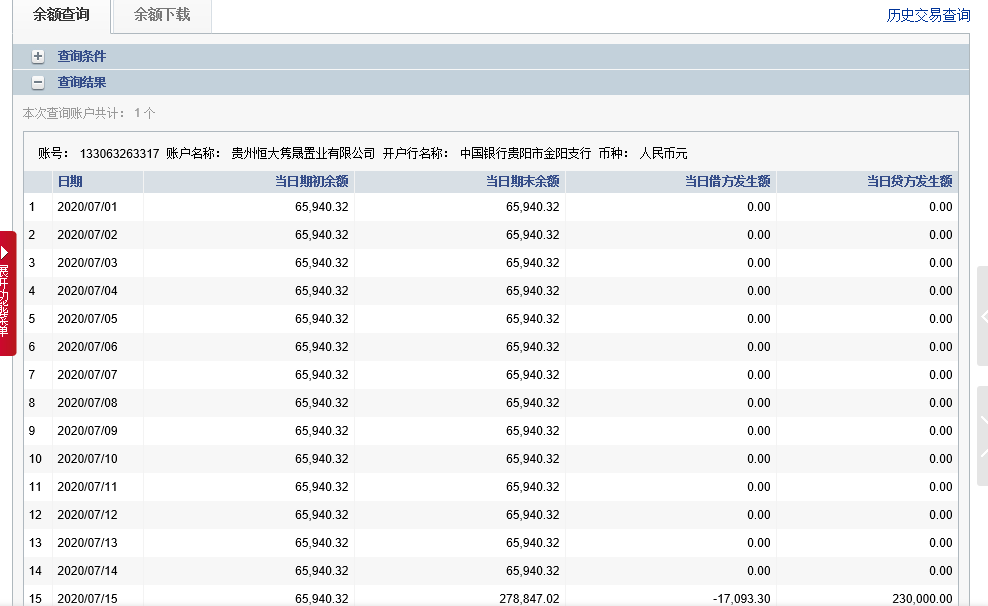 余额查询 余额下载 历史交易查询
查询条件
查询结果
本次查询账户共计： 1 个
账号： 133063263317 账户名称： 贵州恒大隽晟置业有限公司 开户行名称： 中国银行贵阳市金阳支行 币种： 人民币元
日期 当日期初余额 当日期末余额 当日借方发生额 当日贷方发生额
1 2020/07/01 65,940.32 65,940.32 0.00 0.00
2 2020/07/02 65,940.32 65,940.32 0.00 0.00
3 2020/07/03 65,940.32 65,940.32 0.00 0.00
4 2020/07/04 65,940.32 65,940.32 0.00 0.00
5 2020/07/05 65,940.32 65,940.32 0.00 0.00
6 2020/07/06 65,940.32 65,940.32 0.00 0.00
7 2020/07/07 65,940.32 65,940.32 0.00 0.00
8 2020/07/08 65,940.32 65,940.32 0.00 0.00
9 2020/07/09 65,940.32 65,940.32 0.00 0.00
10 2020/07/10 65,940.32 65,940.32 0.00 0.00
11 2020/07/11 65,940.32 65,940.32 0.00 0.00
12 2020/07/12 65,940.32 65,940.32 0.00 0.00
13 2020/07/13 65,940.32 65,940.32 0.00 0.00
14 2020/07/14 65,940.32 65,940.32 0.00 0.00
15 2020/07/15 65,940.32 278,847.02 -17,093.30 230,000.00
展开功能菜单